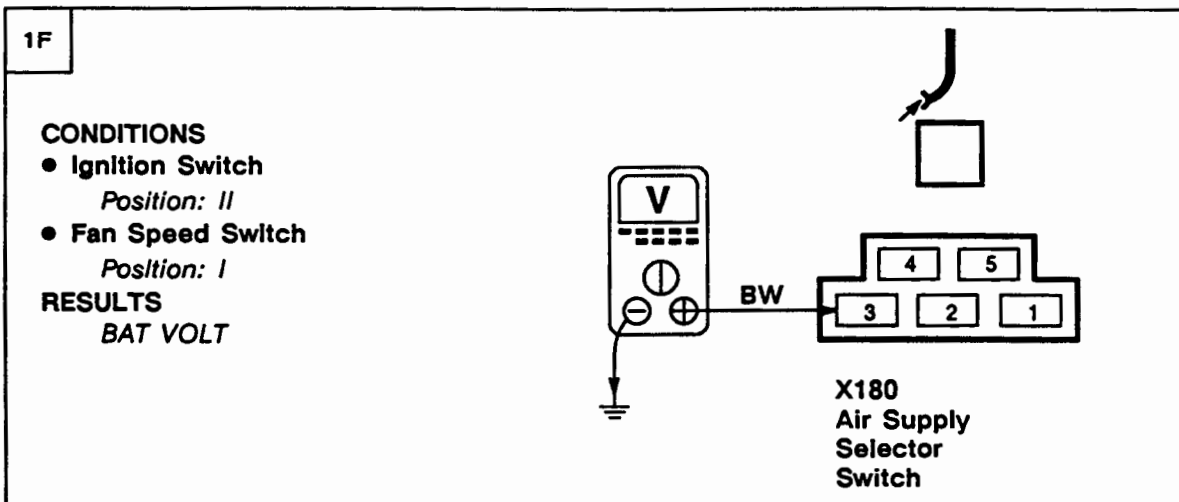 1F
CONDITIONS
● Ignition Switch
Position: II
● Fan Speed Switch
Position: I
RESULTS
BAT VOLT
V
BW
4 5
3 2 1
X180
Air Supply
Selector
Switch